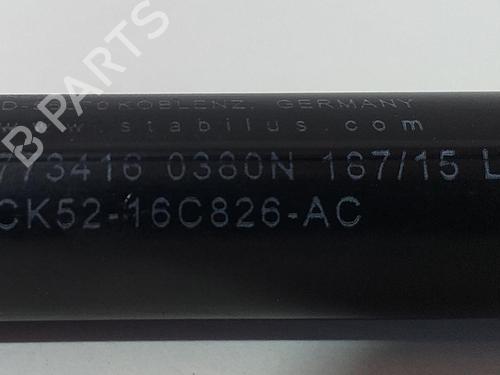 KOBLENZ, GERMANY
www.stabilus.com
773416 0380N 187/15 L
CK52-16C826-AC
B-PARTS